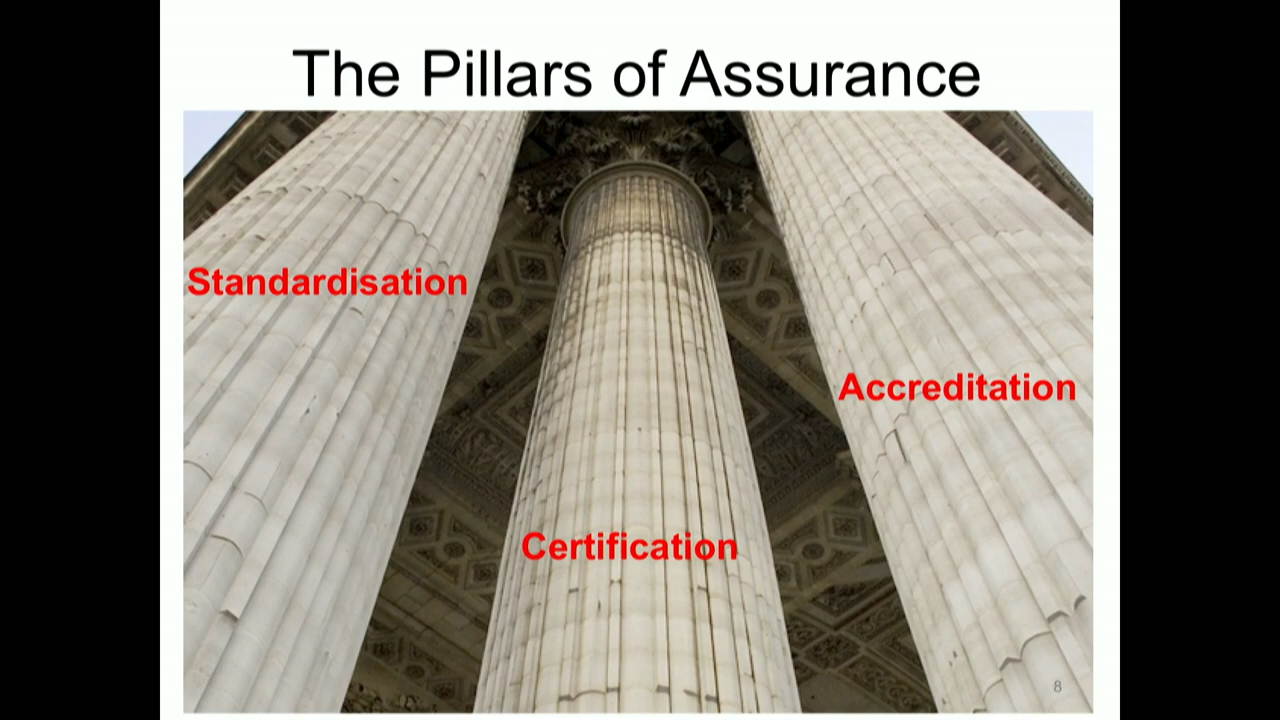 The Pillars of Assurance
Standardisation
Accreditation
Certification
8